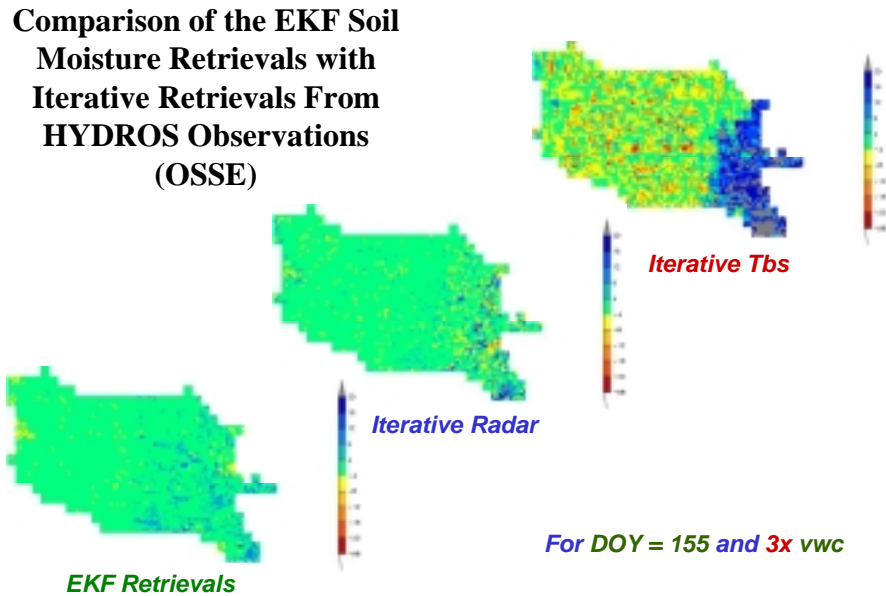 Comparison of the EKF Soil
Moisture Retrievals with
Iterative Retrievals From
HYDROS Observations
(OSSE)
Iterative Tbs
Iterative Radar
For DOY = 155 and 3x vwc
EKF Retrievals